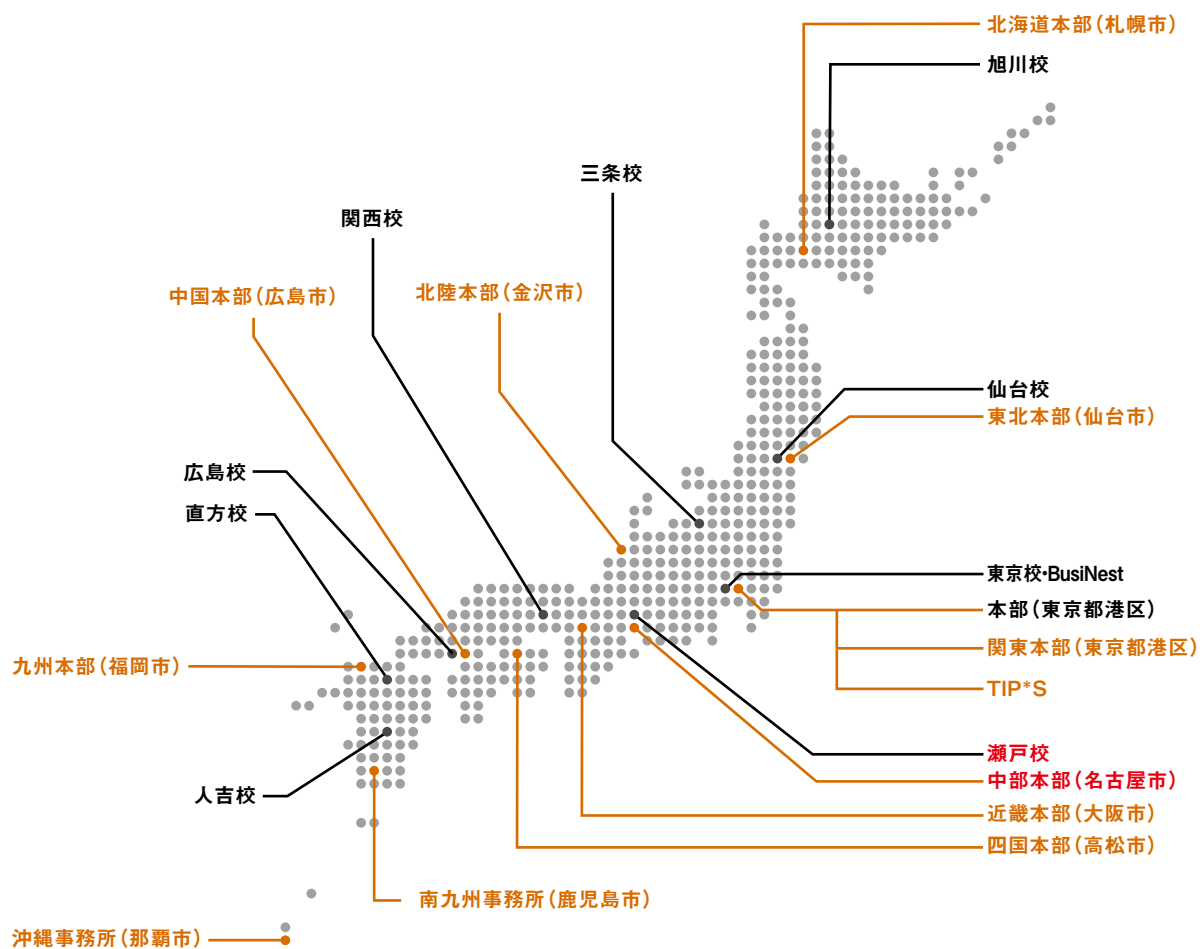 北海道本部（札幌市）
旭川校
三条校
関西校
中国本部（広島市）
北陸本部（金沢市）
仙台校
東北本部（仙台市）
広島校
直方校
東京校・BusiNest
本部（東京都港区）
関東本部（東京都港区）
九州本部（福岡市）
TIP*S
瀬戸校
中部本部（名古屋市）
人吉校
近畿本部（大阪市）
四国本部（高松市）
南九州事務所（鹿児島市）
沖縄事務所（那覇市）